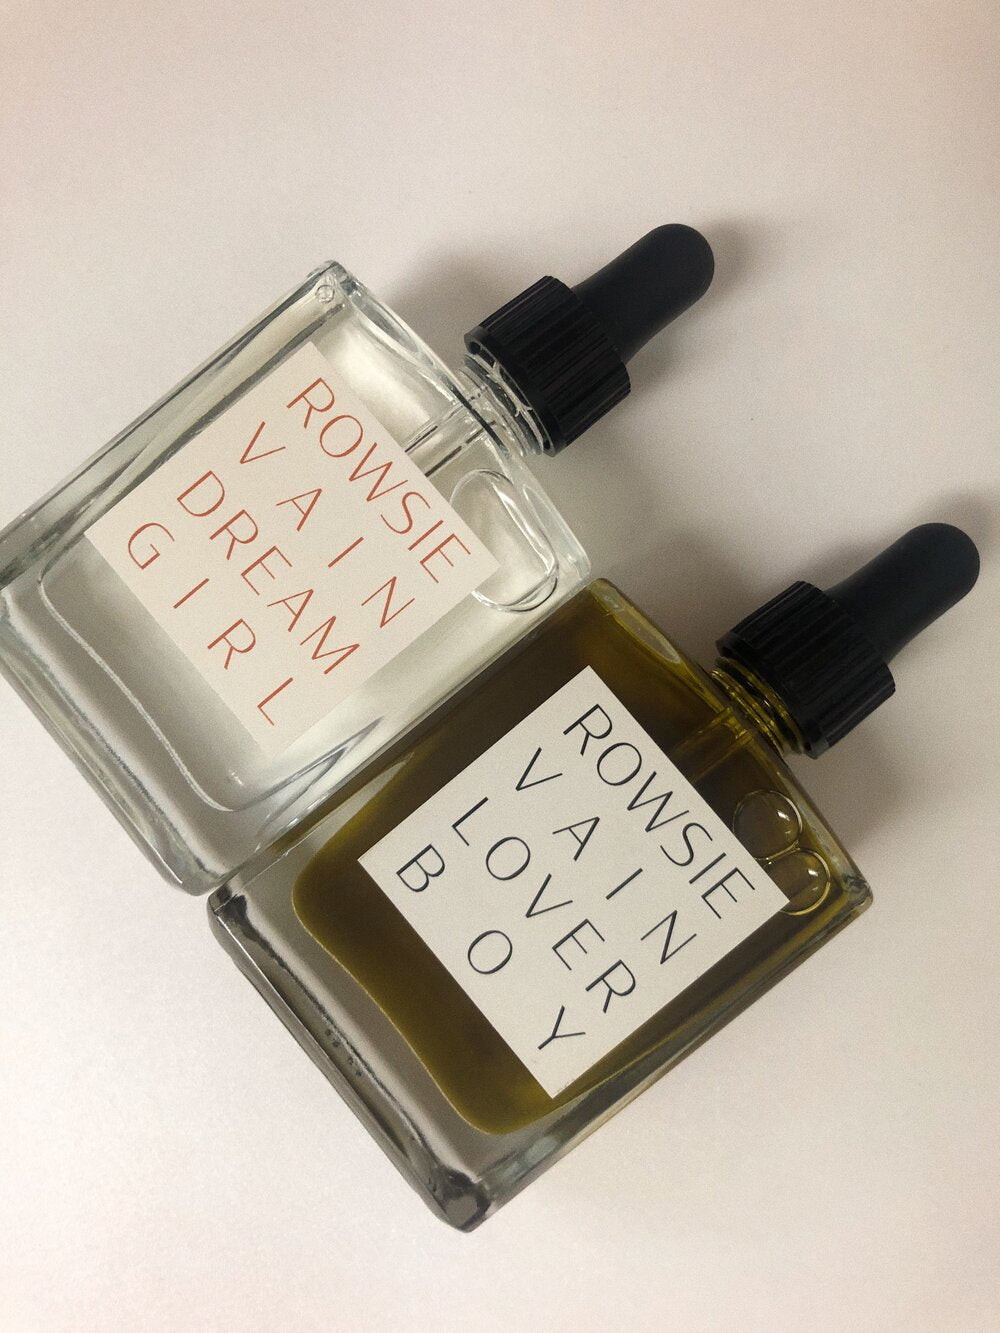 ROWSIE
VAIN
DREAM
GIRL
ROWSIE
VAIN
LOVER
BOY